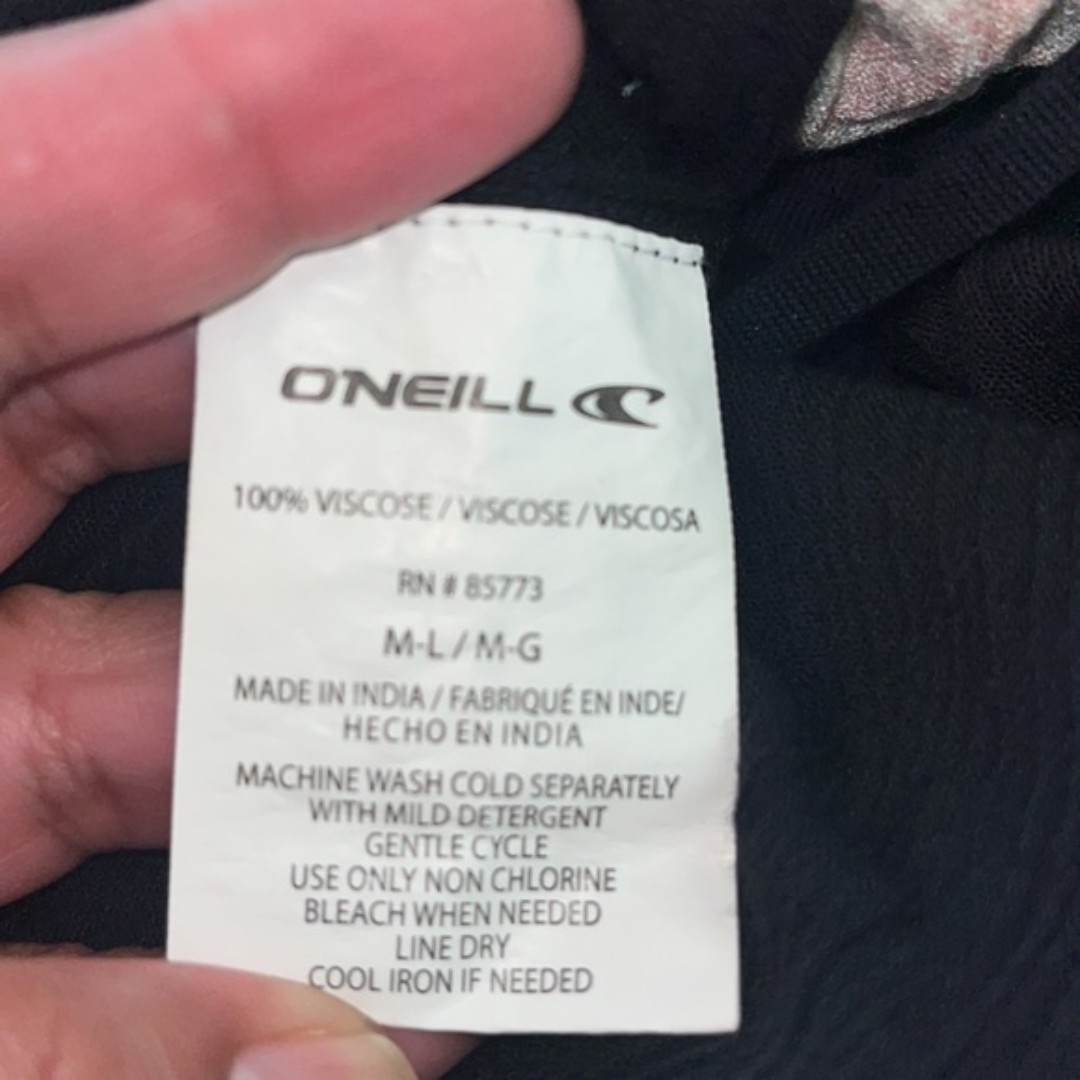 O'NEILL
100% VISCOSE / VISCOSE / VISCOSA
RN # 85773
M-L / M-G
MADE IN INDIA / FABRIQUÉ EN INDE/
HECHO EN INDIA
MACHINE WASH COLD SEPARATELY
WITH MILD DETERGENT
GENTLE CYCLE
USE ONLY NON CHLORINE
BLEACH WHEN NEEDED
LINE DRY
COOL IRON IF NEEDED